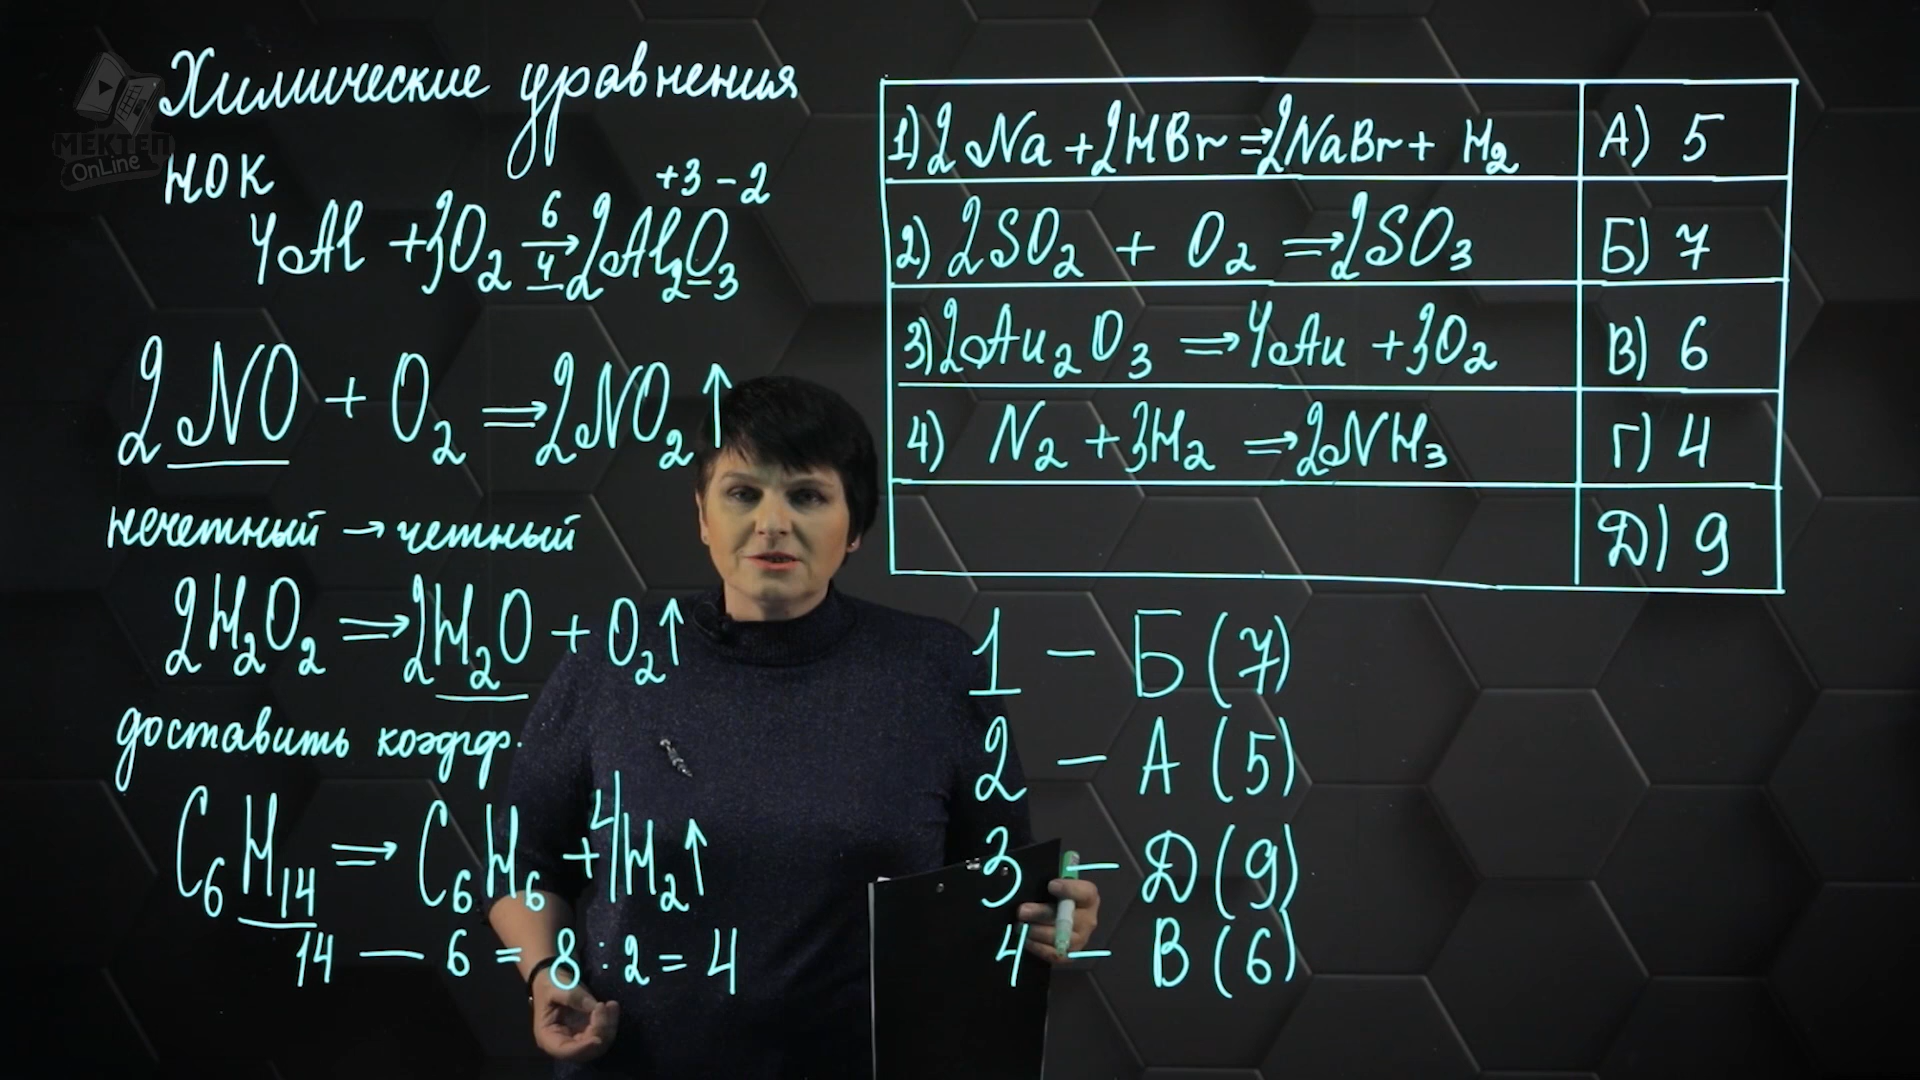 МЕКТЕП
OnLine
Химические уравнения
НОК
+3 -2
6
4Al + 3O₂ ⇒ 2Al₂O₃
4
2NO + O₂ ⇒ 2NO₂↑
нечетный → четный
2H₂O₂ ⇒ 2H₂O + O₂↑
доставить коэфф.
C₆H₁₄ ⇒ C₆H₆ + 4H₂↑
14 — 6 = 8 : 2 = 4
1) 2Na + 2HBr ⇒ 2NaBr + H₂ А) 5
2) 2SO₂ + O₂ ⇒ 2SO₃ Б) 7
3) 2Au₂O₃ ⇒ 4Au + 3O₂ В) 6
4) N₂ + 3H₂ ⇒ 2NH₃ Г) 4
Д) 9
1 — Б (7)
2 — А (5)
3 — Д (9)
4 — В (6)